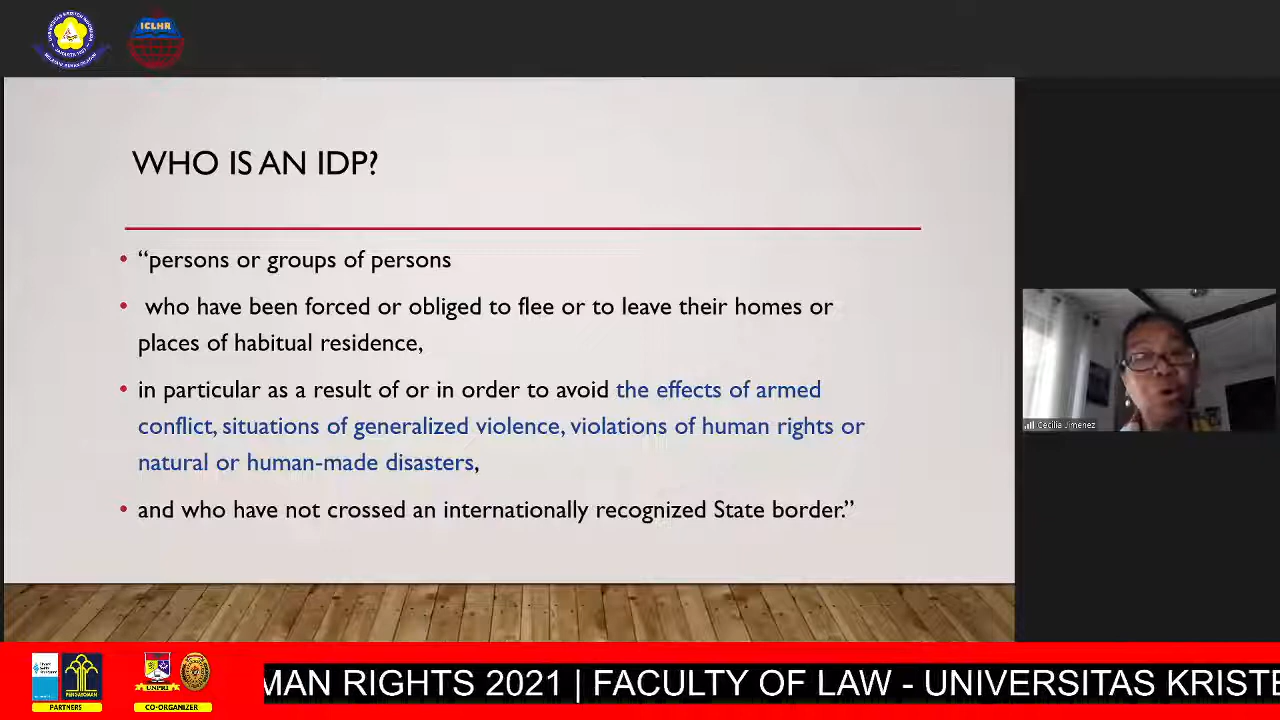 ICLHR
WHO IS AN IDP?
• “persons or groups of persons
• who have been forced or obliged to flee or to leave their homes or
places of habitual residence,
• in particular as a result of or in order to avoid the effects of armed
conflict, situations of generalized violence, violations of human rights or
natural or human-made disasters,
• and who have not crossed an internationally recognized State border.”
Cecilia Jimenez
PENGAYOMAN
UNPRI
PARTNERS
CO-ORGANIZER
MAN RIGHTS 2021 | FACULTY OF LAW - UNIVERSITAS KRISTE